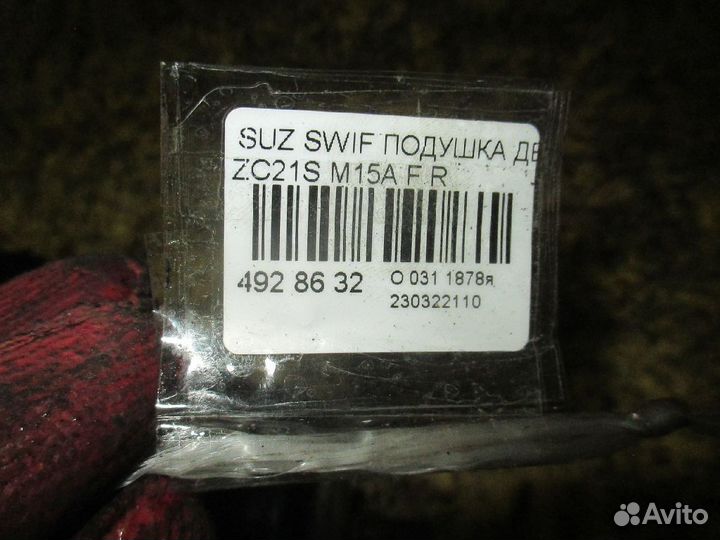 SUZ SWIF ПОДУШКА ДВ
ZC21S M15A F R
492 86 32
O 031 1878я
230322110
Avito